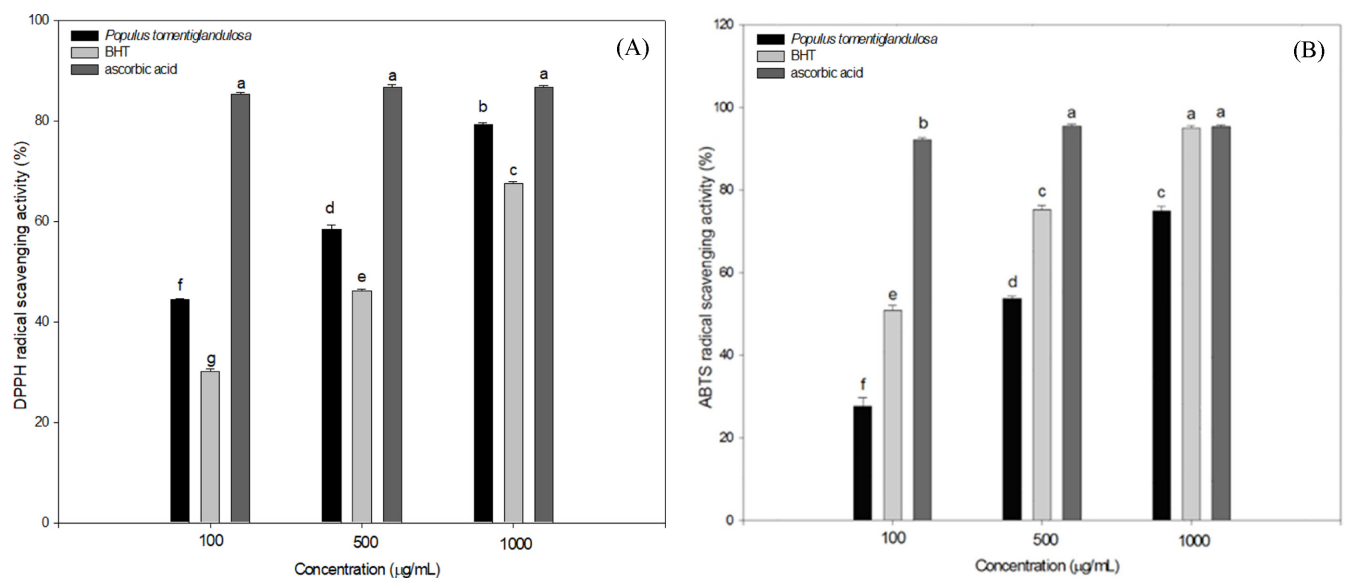 (A)
Populus tomentiglandulosa
BHT
ascorbic acid
DPPH radical scavenging activity (%)
100
80
60
40
20
0
f
g
a
d
e
a
b
c
a
100
500
1000
Concentration (µg/mL)
(B)
Populus tomentiglandulosa
BHT
ascorbic acid
ABTS radical scavenging activity (%)
120
100
80
60
40
20
0
f
e
b
d
c
a
c
a
a
100
500
1000
Concentration (µg/mL)